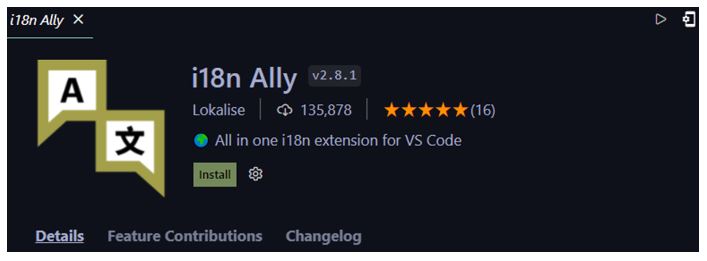 i18n Ally
A
文
i18n Ally v2.8.1
Lokalise 135,878 (16)
All in one i18n extension for VS Code
Install
Details Feature Contributions Changelog